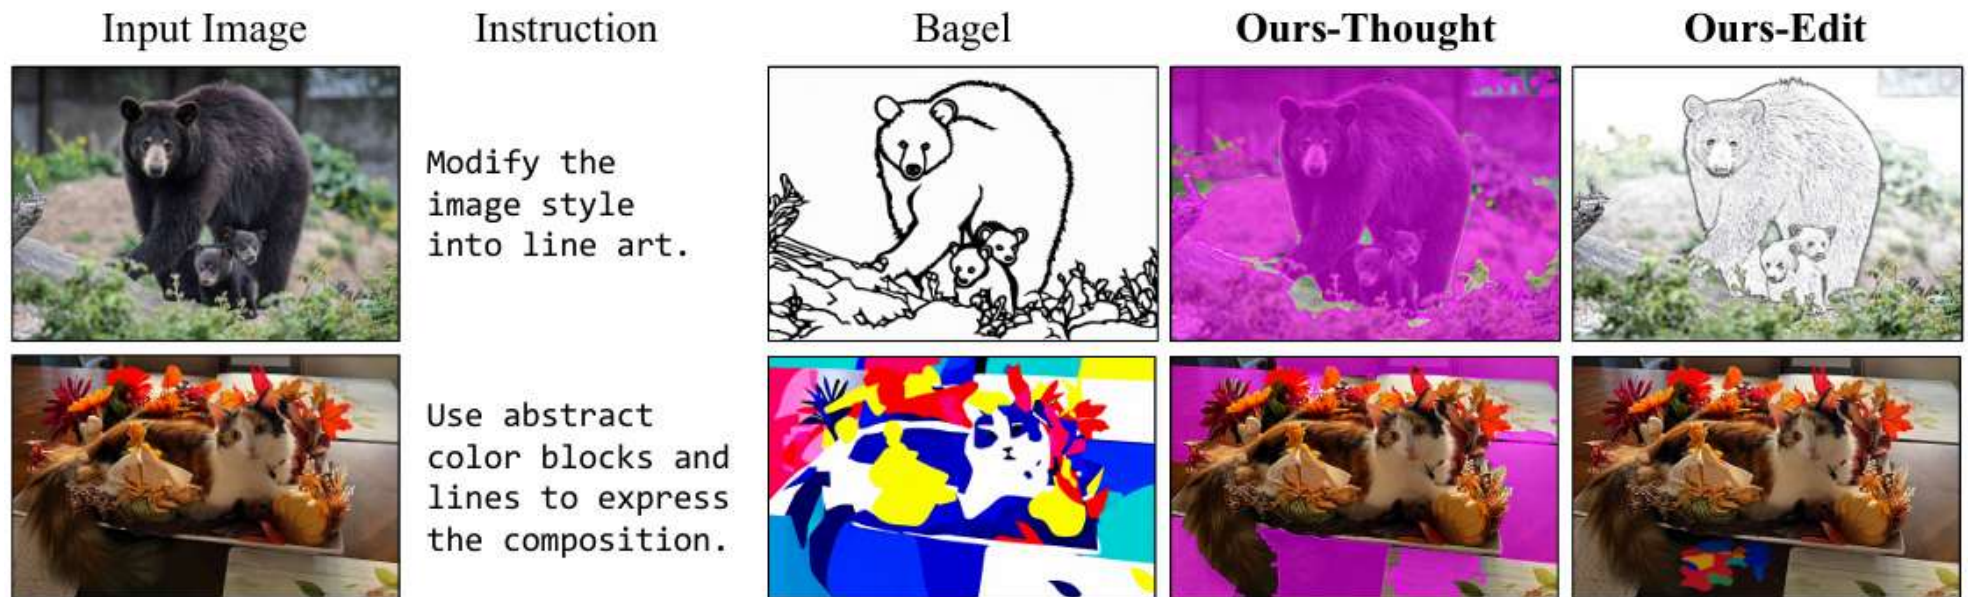 Input Image Instruction Bagel Ours-Thought Ours-Edit
Modify the
image style
into line art.
Use abstract
color blocks and
lines to express
the composition.